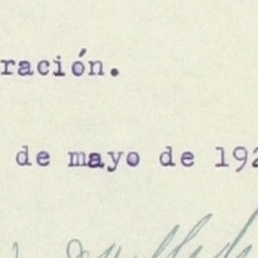 ración.
de mayo de 192